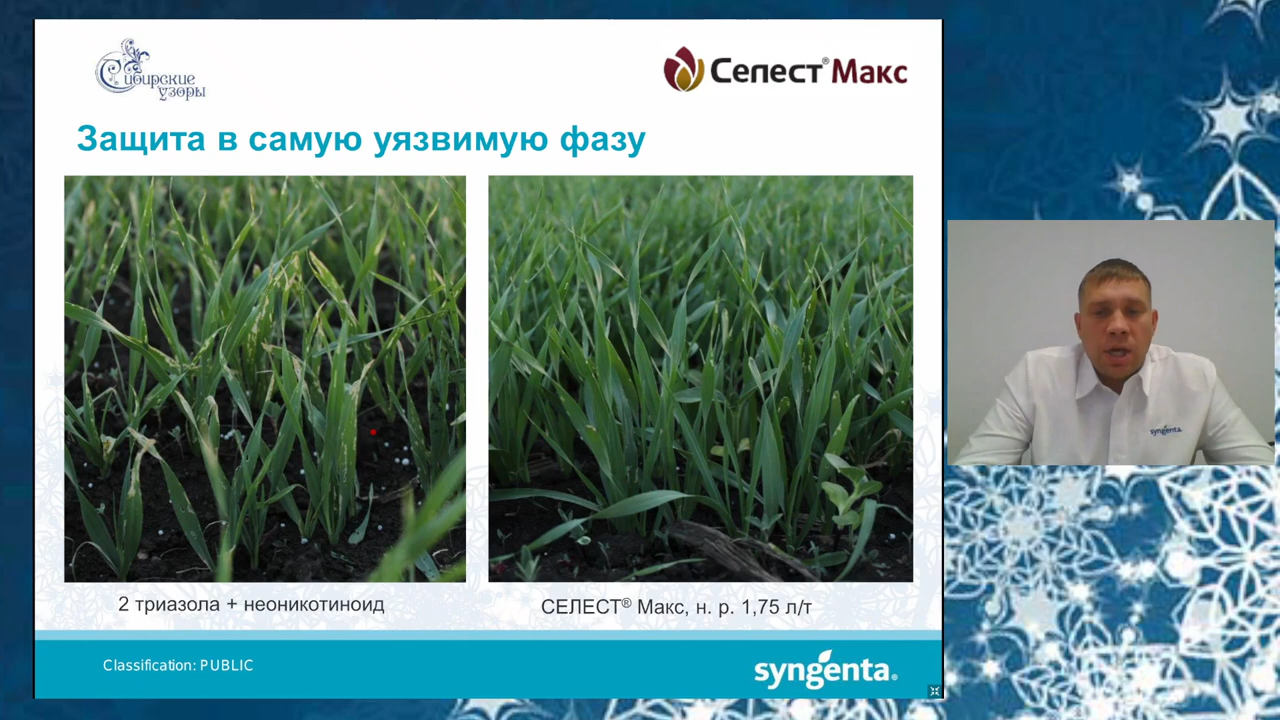 Сибирские
узоры
Селест® Макс
Защита в самую уязвимую фазу
2 триазола + неоникотиноид
СЕЛЕСТ® Макс, н. р. 1,75 л/т
Classification: PUBLIC
syngenta®
syngenta